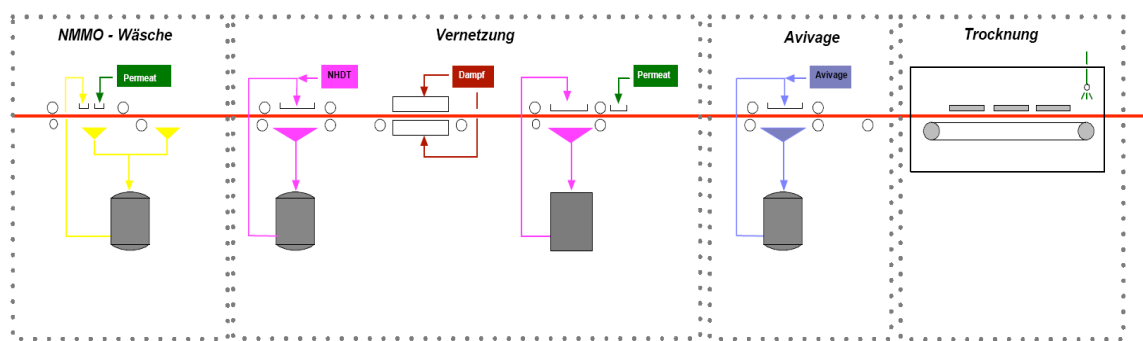 NMMO - Wäsche
Vernetzung
Avivage
Trocknung
Permeat
NHDT
Dampf
Permeat
Avivage